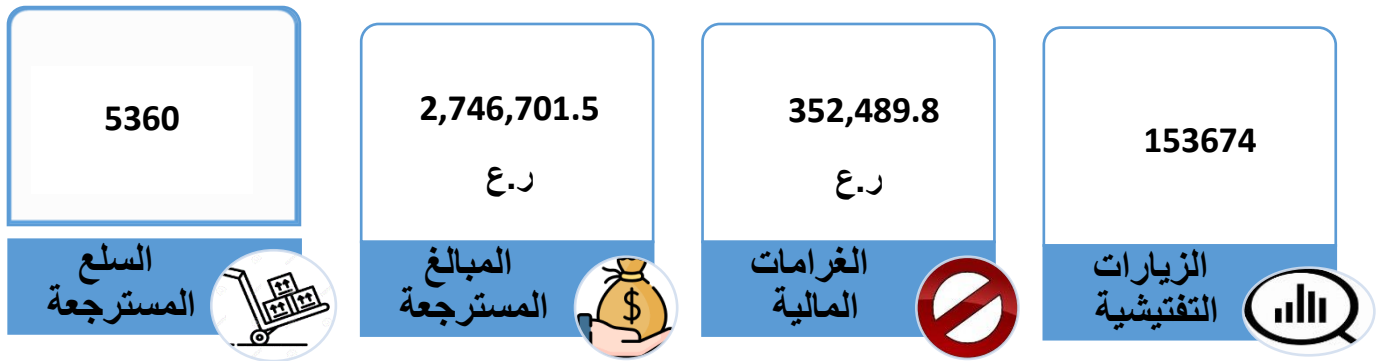 153674
الزيارات
التفتيشية
352,489.8
ر.ع
الغرامات
المالية
2,746,701.5
ر.ع
المبالغ
المسترجعة
5360
السلع
المسترجعة